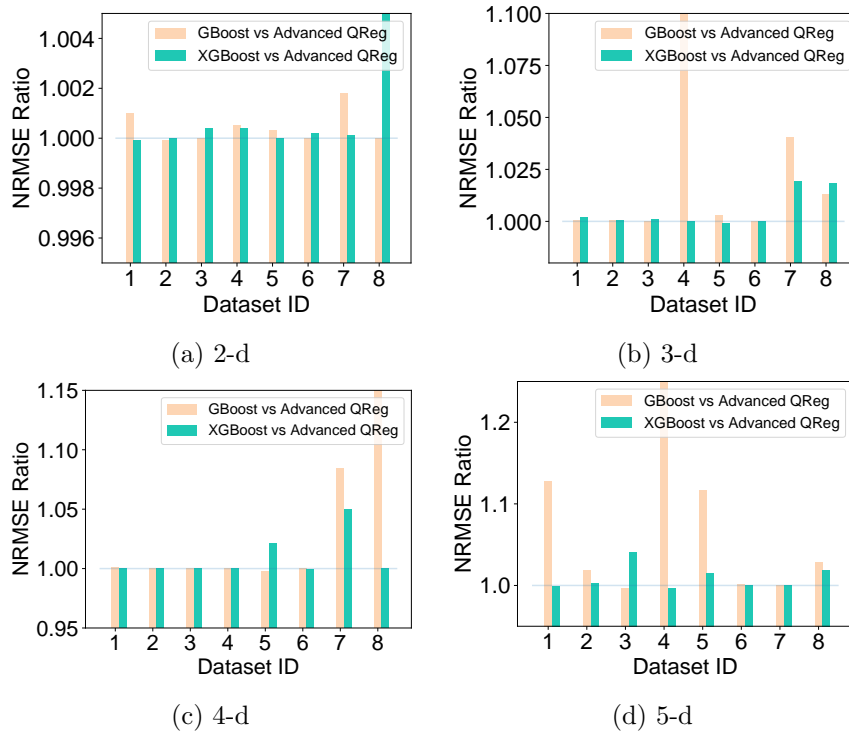 1.004
1.002
1.000
0.998
0.996
NRMSE Ratio
GBoost vs Advanced QReg
XGBoost vs Advanced QReg
1 2 3 4 5 6 7 8
Dataset ID
(a) 2-d
1.100
1.075
1.050
1.025
1.000
NRMSE Ratio
GBoost vs Advanced QReg
XGBoost vs Advanced QReg
1 2 3 4 5 6 7 8
Dataset ID
(b) 3-d
1.15
1.10
1.05
1.00
0.95
NRMSE Ratio
GBoost vs Advanced QReg
XGBoost vs Advanced QReg
1 2 3 4 5 6 7 8
Dataset ID
(c) 4-d
1.2
1.1
1.0
NRMSE Ratio
GBoost vs Advanced QReg
XGBoost vs Advanced QReg
1 2 3 4 5 6 7 8
Dataset ID
(d) 5-d